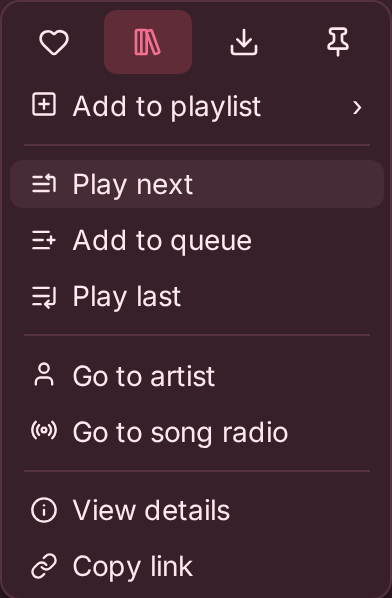 Add to playlist
Play next
Add to queue
Play last
Go to artist
Go to song radio
View details
Copy link